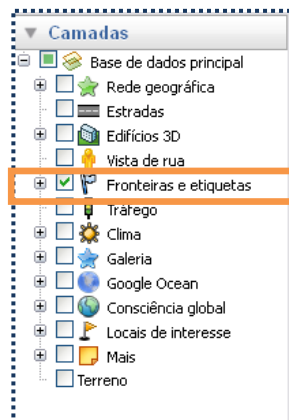 Camadas
Base de dados principal
Rede geográfica
Estradas
Edifícios 3D
Vista de rua
Fronteiras e etiquetas
Tráfego
Clima
Galeria
Google Ocean
Consciência global
Locais de interesse
Mais
Terreno